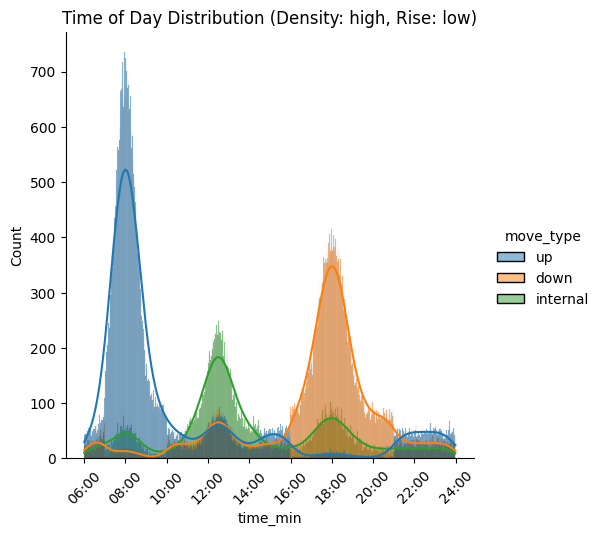 Time of Day Distribution (Density: high, Rise: low)
700
600
500
400
300
200
100
0
Count
06:00
08:00
10:00
12:00
14:00
16:00
18:00
20:00
22:00
24:00
time_min
move_type
up
down
internal